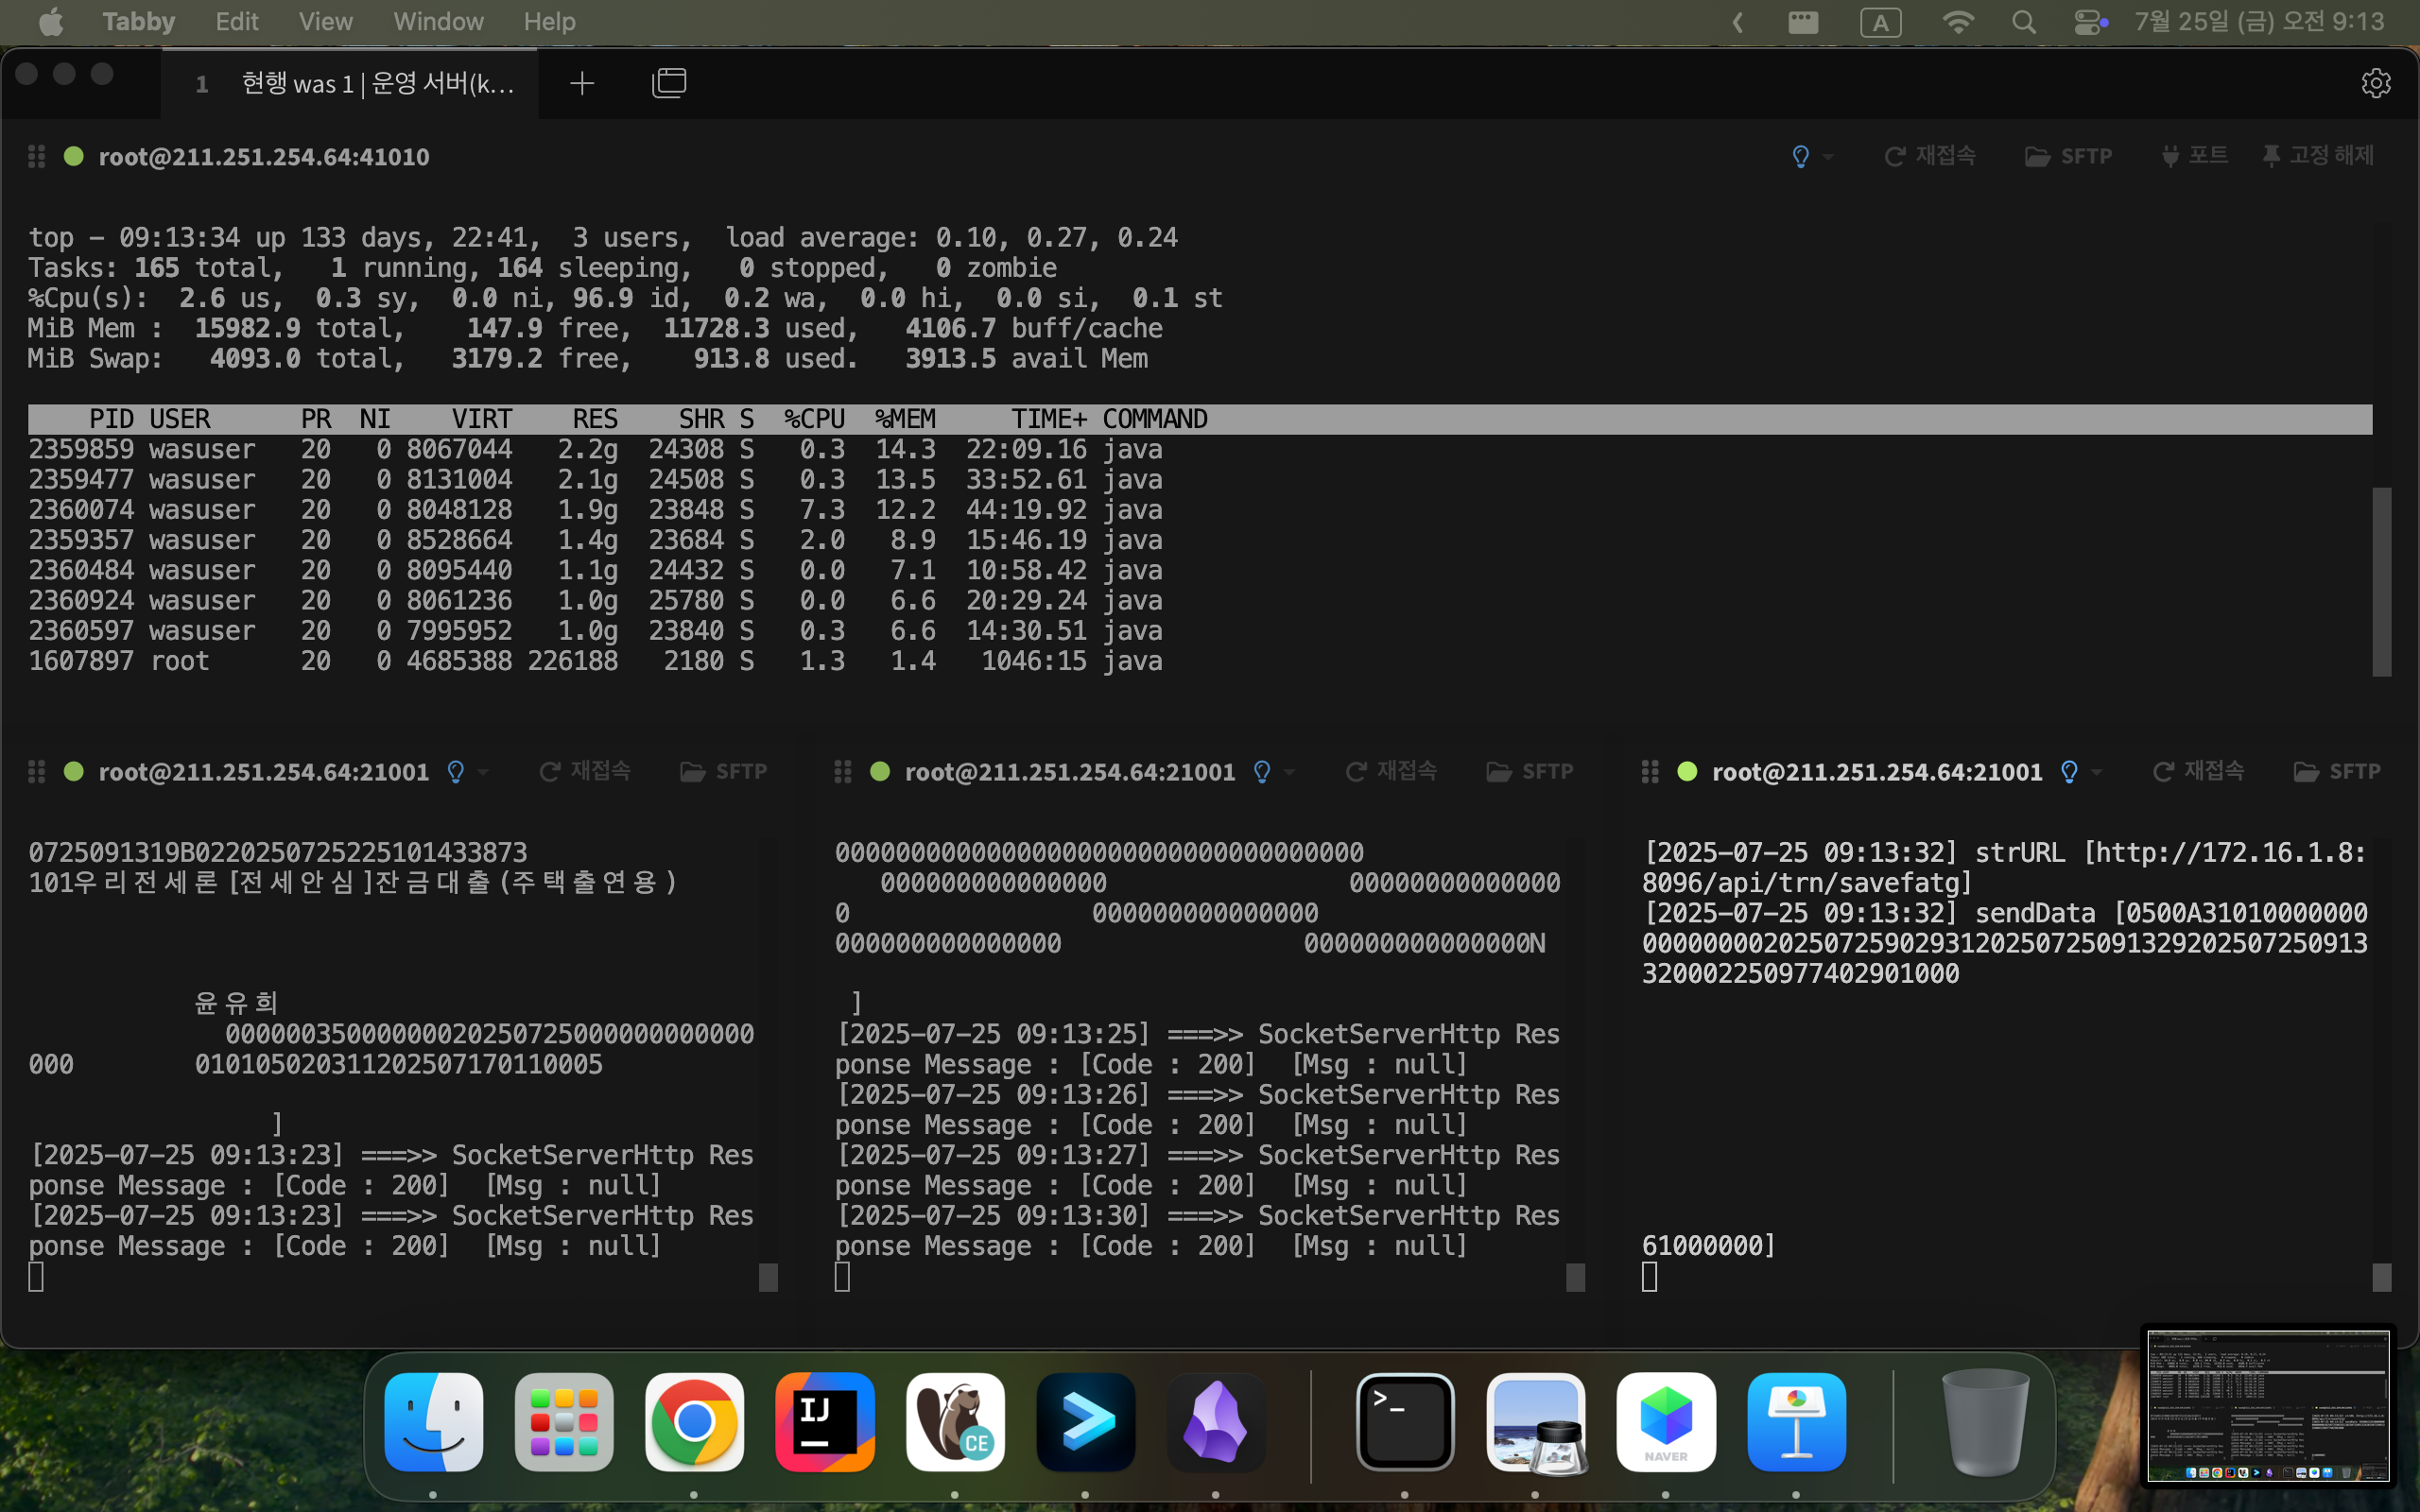 Tabby Edit View Window Help A 7월 25일 (금) 오전 9:13
1 현행 was 1 | 운영 서버(k...
root@211.251.254.64:41010 재접속 SFTP 포트 고정 해제
top - 09:13:34 up 133 days, 22:41, 3 users, load average: 0.10, 0.27, 0.24
Tasks: 165 total, 1 running, 164 sleeping, 0 stopped, 0 zombie
%Cpu(s): 2.6 us, 0.3 sy, 0.0 ni, 96.9 id, 0.2 wa, 0.0 hi, 0.0 si, 0.1 st
MiB Mem : 15982.9 total, 147.9 free, 11728.3 used, 4106.7 buff/cache
MiB Swap: 4093.0 total, 3179.2 free, 913.8 used. 3913.5 avail Mem
PID USER PR NI VIRT RES SHR S %CPU %MEM TIME+ COMMAND
2359859 wasuser 20 0 8067044 2.2g 24308 S 0.3 14.3 22:09.16 java
2359477 wasuser 20 0 8131004 2.1g 24508 S 0.3 13.5 33:52.61 java
2360074 wasuser 20 0 8048128 1.9g 23848 S 7.3 12.2 44:19.92 java
2359357 wasuser 20 0 8528664 1.4g 23684 S 2.0 8.9 15:46.19 java
2360484 wasuser 20 0 8095440 1.1g 24432 S 0.0 7.1 10:58.42 java
2360924 wasuser 20 0 8061236 1.0g 25780 S 0.0 6.6 20:29.24 java
2360597 wasuser 20 0 7995952 1.0g 23840 S 0.3 6.6 14:30.51 java
1607897 root 20 0 4685388 226188 2180 S 1.3 1.4 1046:15 java
root@211.251.254.64:21001 재접속 SFTP
0725091319B0220250725225101433873
101우리전세론[전세안심]잔금대출(주택출연용)
윤유희
00000035000000020250725000000000000
000 010105020311202507170110005
]
[2025-07-25 09:13:23] ===>> SocketServerHttp Res
ponse Message : [Code : 200] [Msg : null]
[2025-07-25 09:13:23] ===>> SocketServerHttp Res
ponse Message : [Code : 200] [Msg : null]
root@211.251.254.64:21001 재접속 SFTP
00000000000000000000000000000000000
000000000000000 00000000000000
0 000000000000000
000000000000000 000000000000000N
]
[2025-07-25 09:13:25] ===>> SocketServerHttp Res
ponse Message : [Code : 200] [Msg : null]
[2025-07-25 09:13:26] ===>> SocketServerHttp Res
ponse Message : [Code : 200] [Msg : null]
[2025-07-25 09:13:27] ===>> SocketServerHttp Res
ponse Message : [Code : 200] [Msg : null]
[2025-07-25 09:13:30] ===>> SocketServerHttp Res
ponse Message : [Code : 200] [Msg : null]
root@211.251.254.64:21001 재접속 SFTP
[2025-07-25 09:13:32] strURL [http://172.16.1.8:
8096/api/trn/savefatg]
[2025-07-25 09:13:32] sendData [0500A31010000000
000000002025072590293120250725091329202507250913
320002250977402901000
61000000]
IJ
CE
NAVER